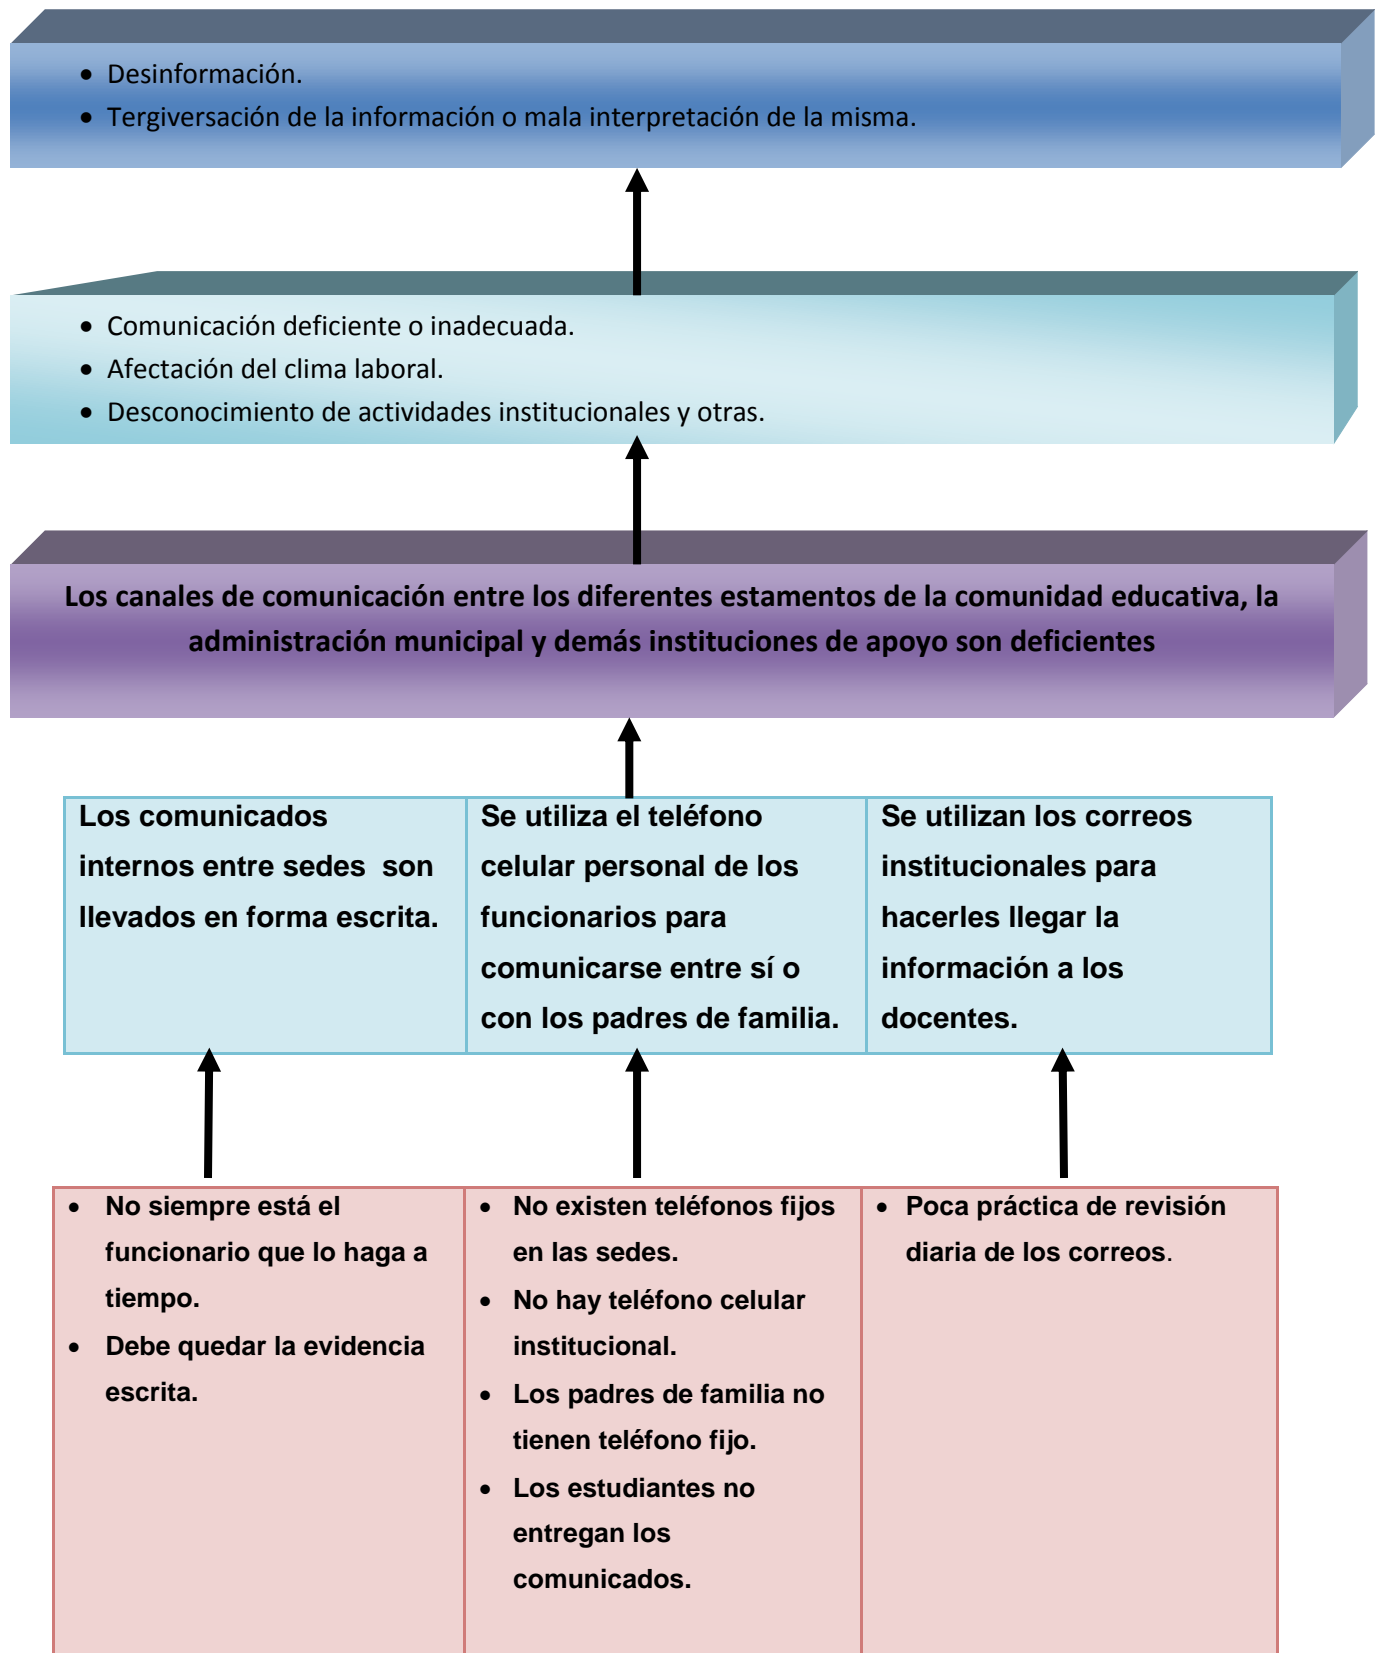 • Desinformación.
• Tergiversación de la información o mala interpretación de la misma.
• Comunicación deficiente o inadecuada.
• Afectación del clima laboral.
• Desconocimiento de actividades institucionales y otras.
Los canales de comunicación entre los diferentes estamentos de la comunidad educativa, la
administración municipal y demás instituciones de apoyo son deficientes
Los comunicados
internos entre sedes  son
llevados en forma escrita.
Se utiliza el teléfono
celular personal de los
funcionarios para
comunicarse entre sí o
con los padres de familia.
Se utilizan los correos
institucionales para
hacerles llegar la
información a los
docentes.
• No siempre está el
funcionario que lo haga a
tiempo.
• Debe quedar la evidencia
escrita.
• No existen teléfonos fijos
en las sedes.
• No hay teléfono celular
institucional.
• Los padres de familia no
tienen teléfono fijo.
• Los estudiantes no
entregan los
comunicados.
• Poca práctica de revisión
diaria de los correos.